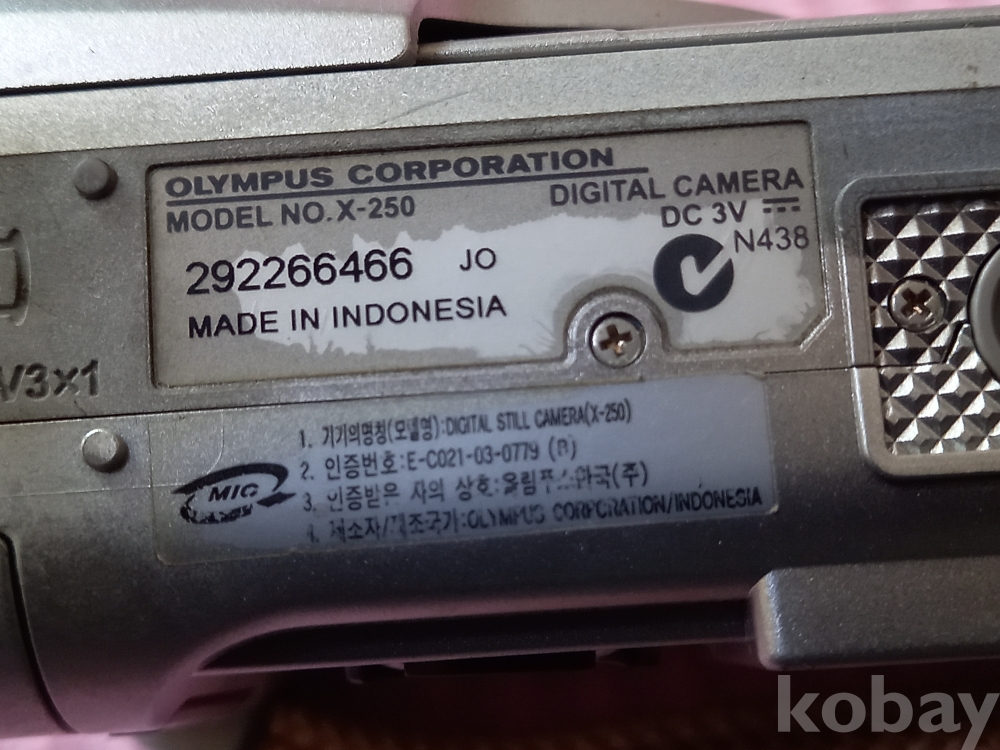 OLYMPUS CORPORATION
DIGITAL CAMERA
MODEL NO. X-250
DC 3V
N438
292266466 JO
MADE IN INDONESIA
V3x1
1. 기기의명칭(모델명):DIGITAL STILL CAMERA(X-250)
2. 인증번호:E-C021-03-0779 (B)
3. 인증받은 자의 상호:올림푸스한국(주)
4. 제조자/제조국가:OLYMPUS CORPORATION/INDONESIA
MIC
kobay